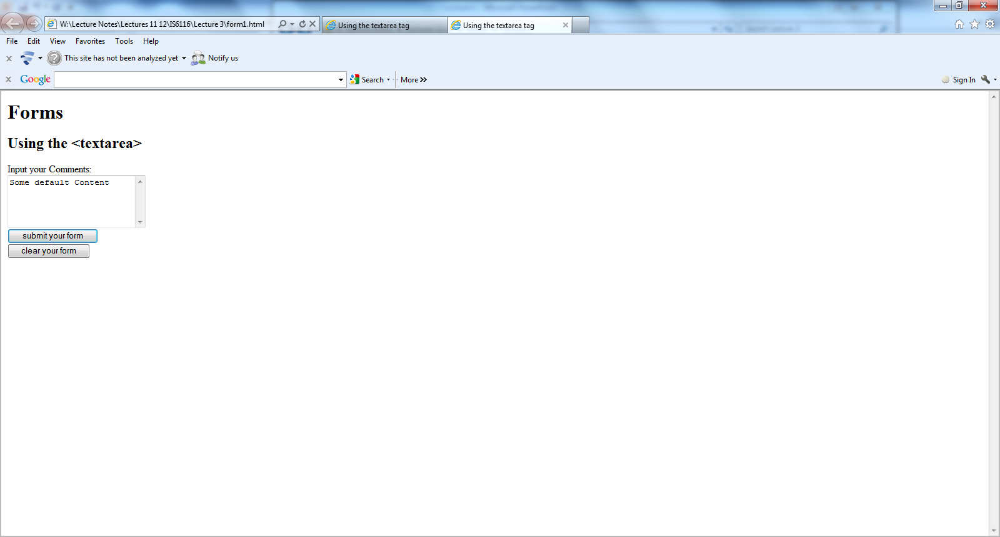 W:\Lecture Notes\Lectures 11 12\IS6116\Lecture 3\form1.html
Using the textarea tag
Using the textarea tag
File Edit View Favorites Tools Help
x This site has not been analyzed yet Notify us
x Google Search More »
Sign In
Forms
Using the <textarea>
Input your Comments:
Some default Content
submit your form
clear your form